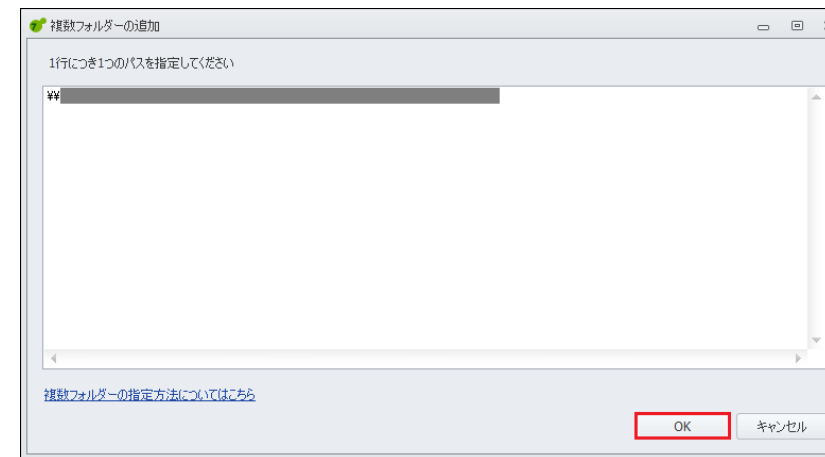 複数フォルダーの追加
1行につき1つのパスを指定してください
¥¥
複数フォルダーの指定方法についてはこちら
OK キャンセル